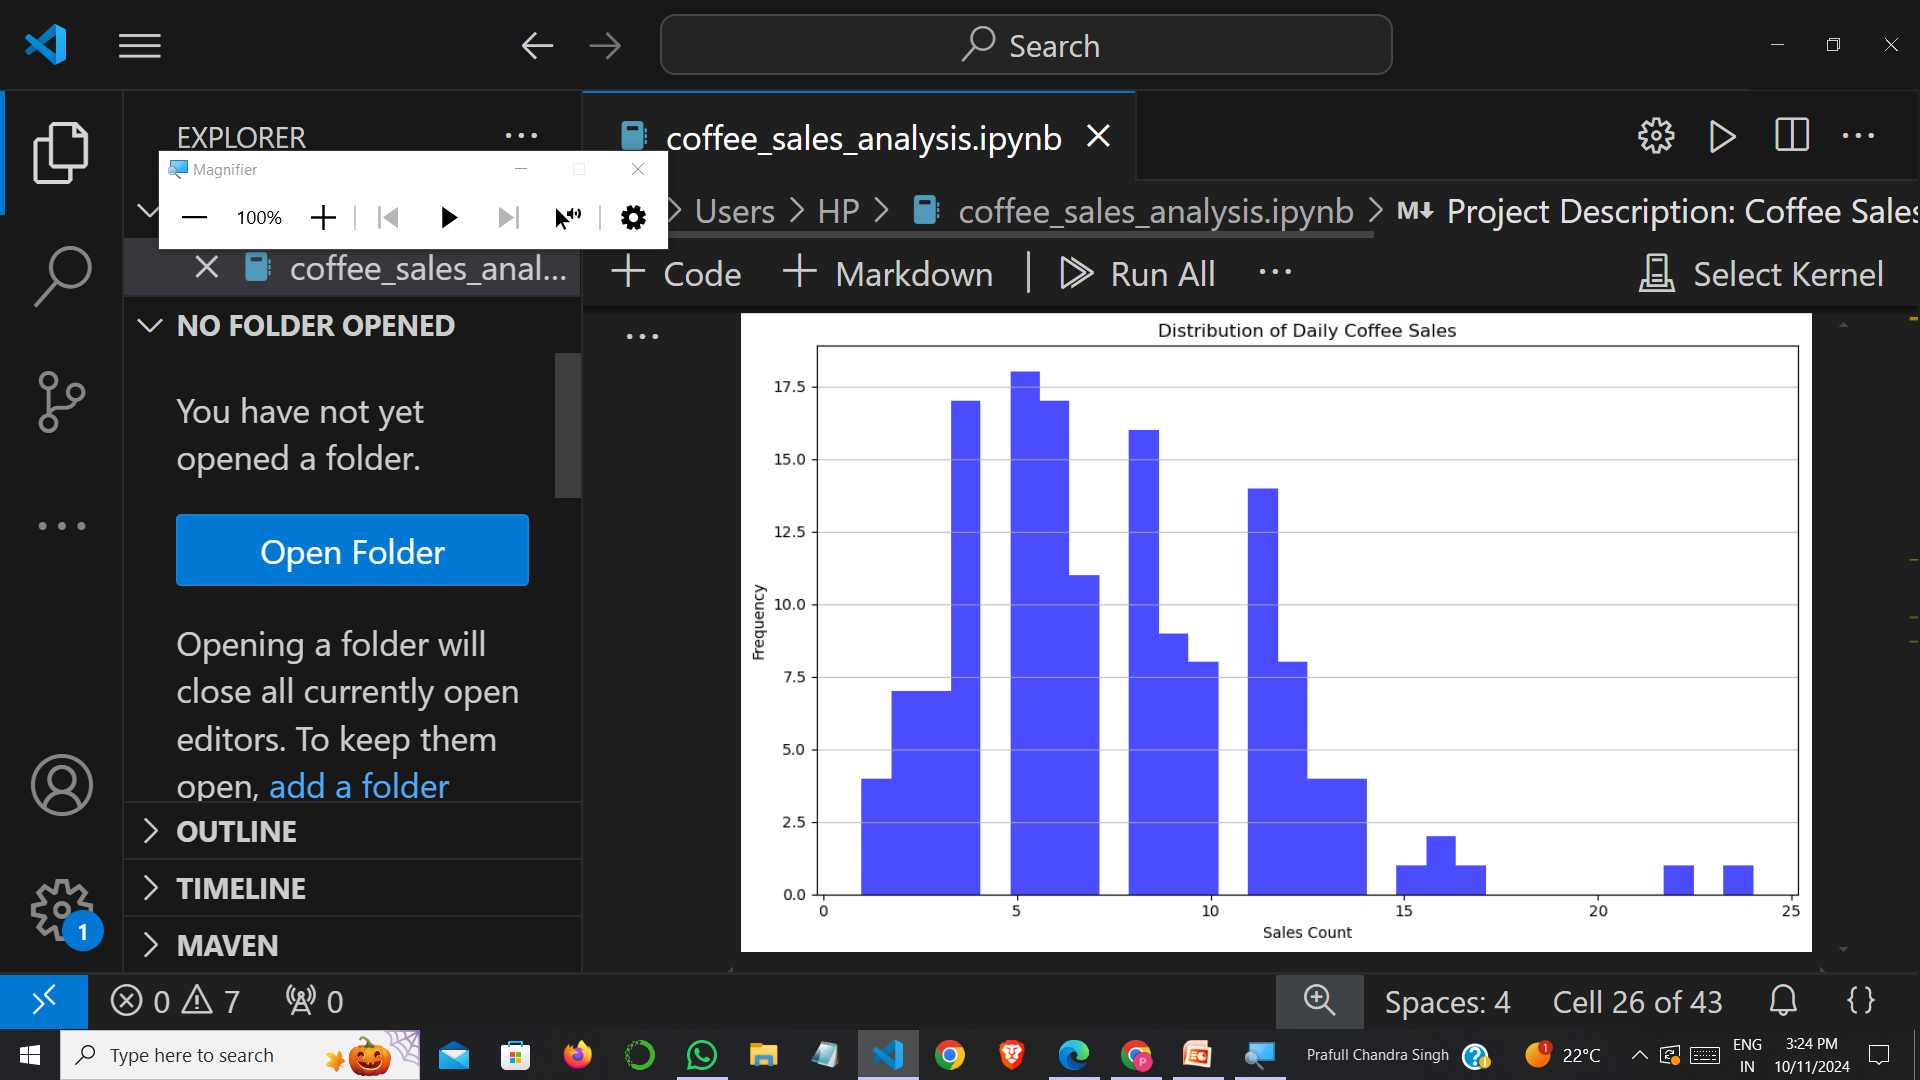 Search
EXPLORER
coffee_sales_analysis.ipynb
Magnifier
100%
Users
HP
coffee_sales_analysis.ipynb
M↓ Project Description: Coffee Sales
coffee_sales_anal...
Code
Markdown
Run All
Select Kernel
NO FOLDER OPENED
You have not yet
opened a folder.
Open Folder
Opening a folder will
close all currently open
editors. To keep them
open, add a folder
OUTLINE
TIMELINE
MAVEN
Distribution of Daily Coffee Sales
17.5
15.0
12.5
10.0
7.5
5.0
2.5
0.0
Frequency
0 5 10 15 20 25
Sales Count
1
0 7 0
Spaces: 4
Cell 26 of 43
Type here to search
Prafull Chandra Singh
1
22°C
ENG
IN
3:24 PM
10/11/2024